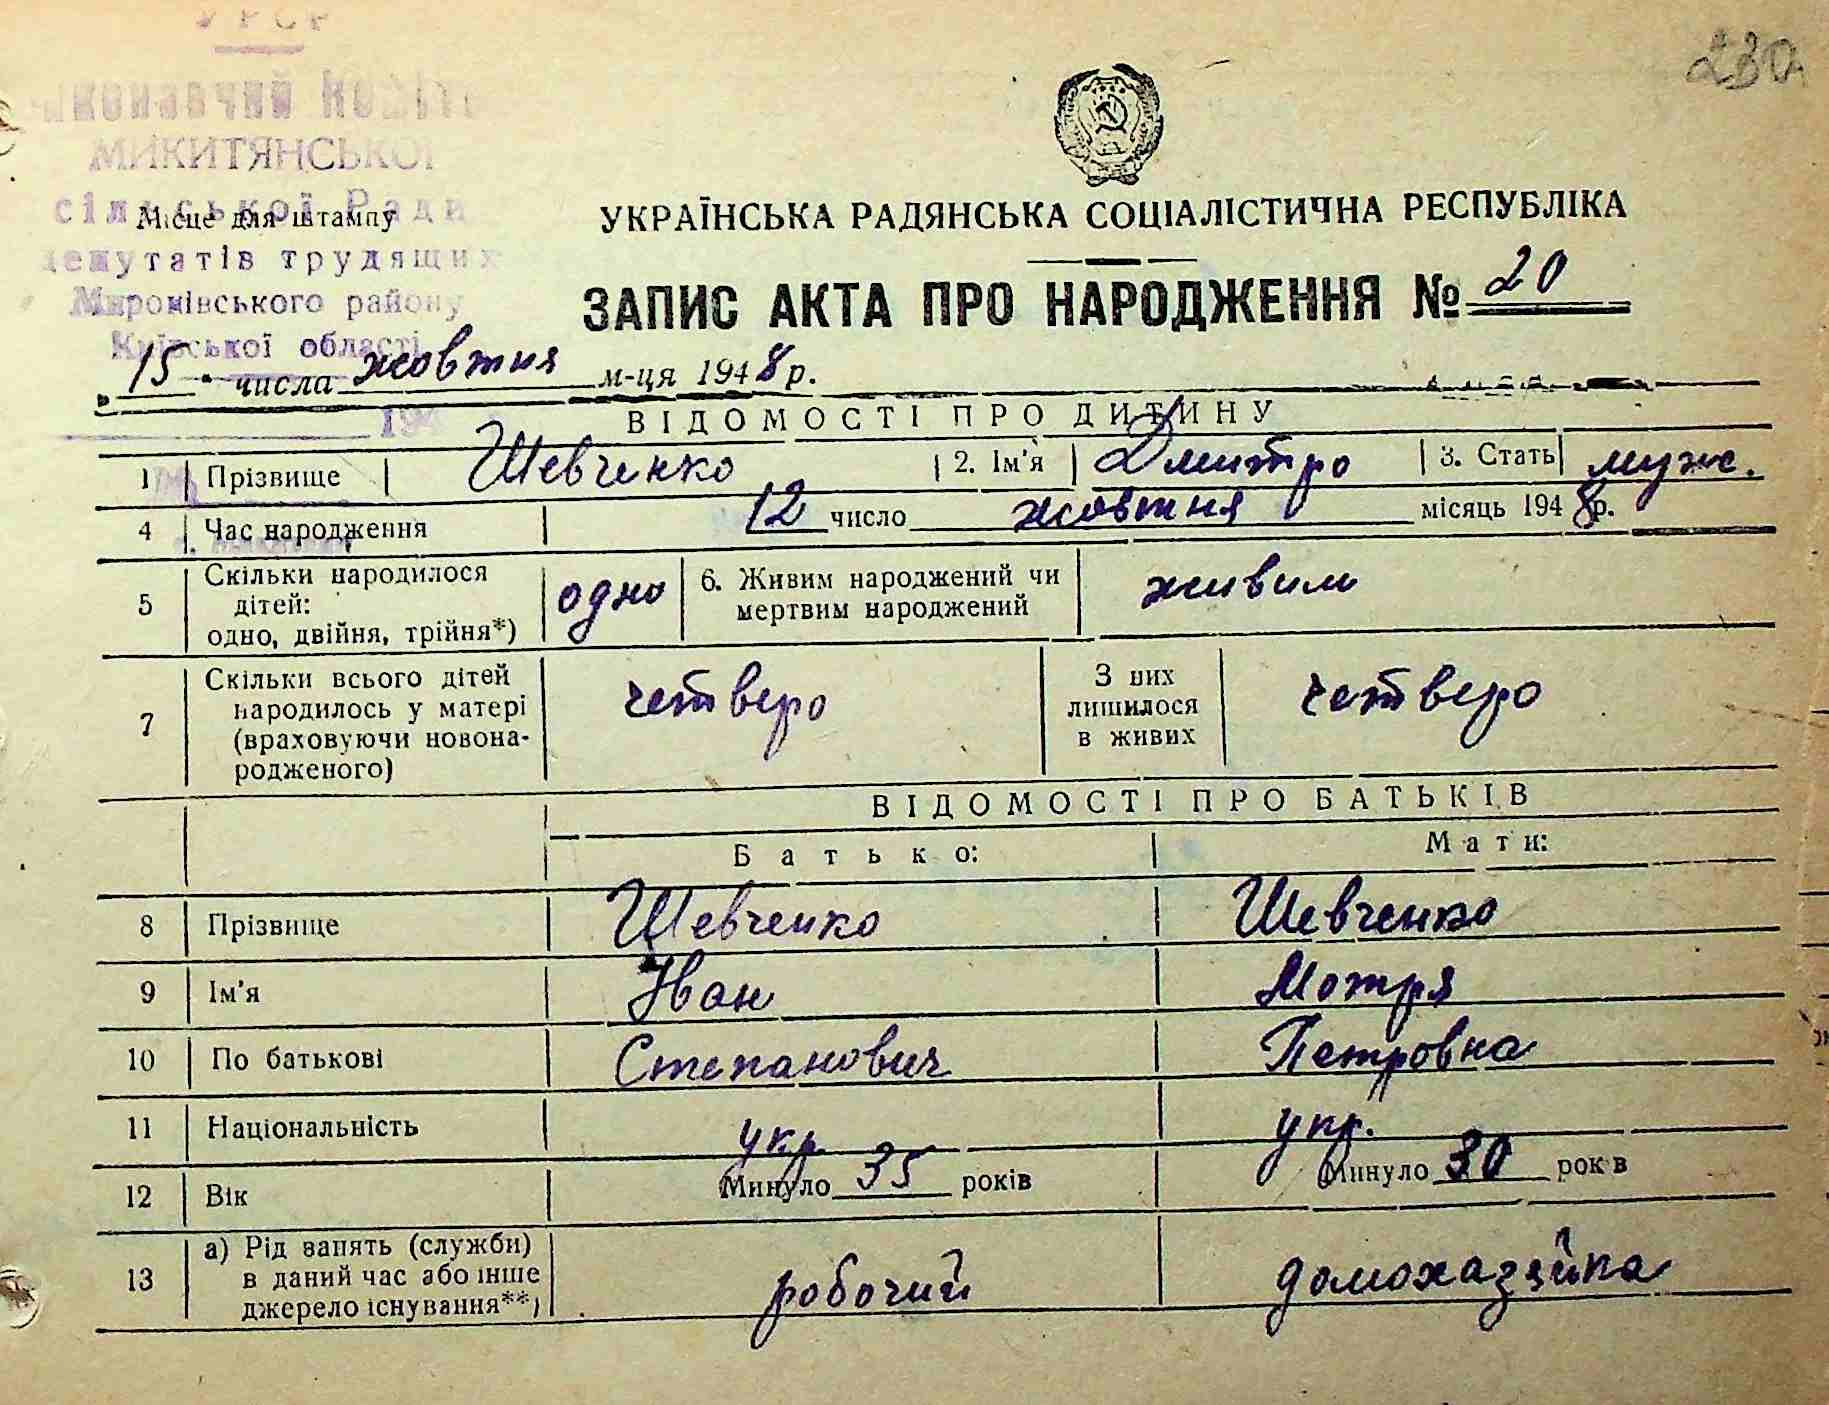 УРСР
230
МИКИТЯНСЬКОЇ
сільської Ради
Місце для штампу
депутатів трудящих
Миронівського району
Київської області
УКРАЇНСЬКА РАДЯНСЬКА СОЦІАЛІСТИЧНА РЕСПУБЛІКА
ЗАПИС АКТА ПРО НАРОДЖЕННЯ № 20
„ 15 " числа жовтня м-ця 1948 р.
194
ВІДОМОСТІ ПРО ДИТИНУ
1 Прізвище Шевченко 2. Ім'я Дмитро 3. Стать муж.
4 Час народження 12 число жовтня місяць 1948 р.
5 Скільки народилося дітей: одно, двійня, трійня*) одно 6. Живим народжений чи мертвим народжений живим
7 Скільки всього дітей народилось у матері (враховуючи новонародженого) четверо З них лишилося в живих четверо
ВІДОМОСТІ ПРО БАТЬКІВ
Батько: Мати:
8 Прізвище Шевченко Шевченко
9 Ім'я Іван Мотря
10 По батькові Степанович Петровна
11 Національність укр. укр.
12 Вік Минуло 35 років Минуло 30 років
13 а) Рід занять (служби) в даний час або інше джерело існування**) робочий домохазяйка